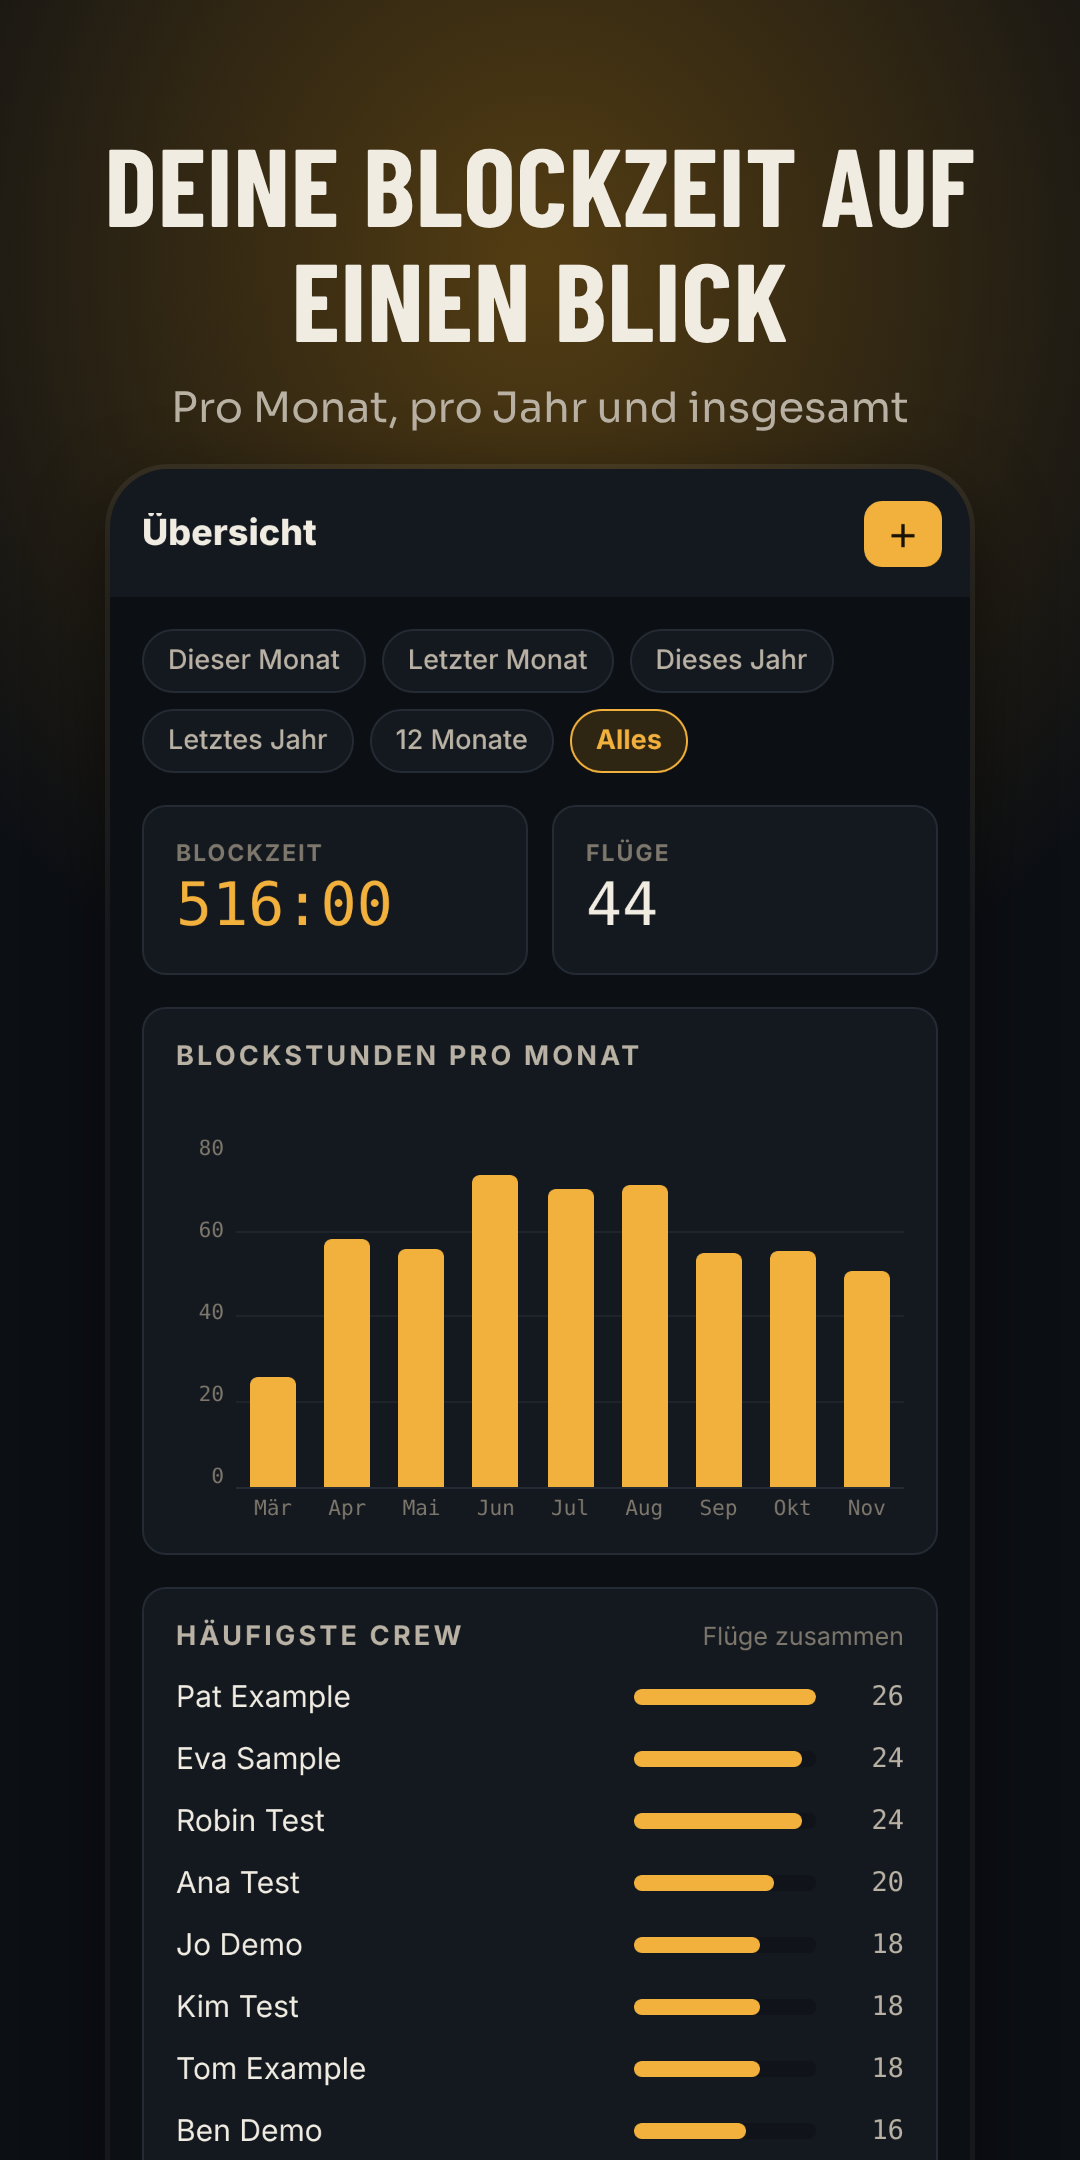 DEINE BLOCKZEIT AUF
EINEN BLICK
Pro Monat, pro Jahr und insgesamt
Übersicht
+
Dieser Monat
Letzter Monat
Dieses Jahr
Letztes Jahr
12 Monate
Alles
BLOCKZEIT
516:00
FLÜGE
44
BLOCKSTUNDEN PRO MONAT
80
60
40
20
0
Mär Apr Mai Jun Jul Aug Sep Okt Nov
HÄUFIGSTE CREW Flüge zusammen
Pat Example 26
Eva Sample 24
Robin Test 24
Ana Test 20
Jo Demo 18
Kim Test 18
Tom Example 18
Ben Demo 16